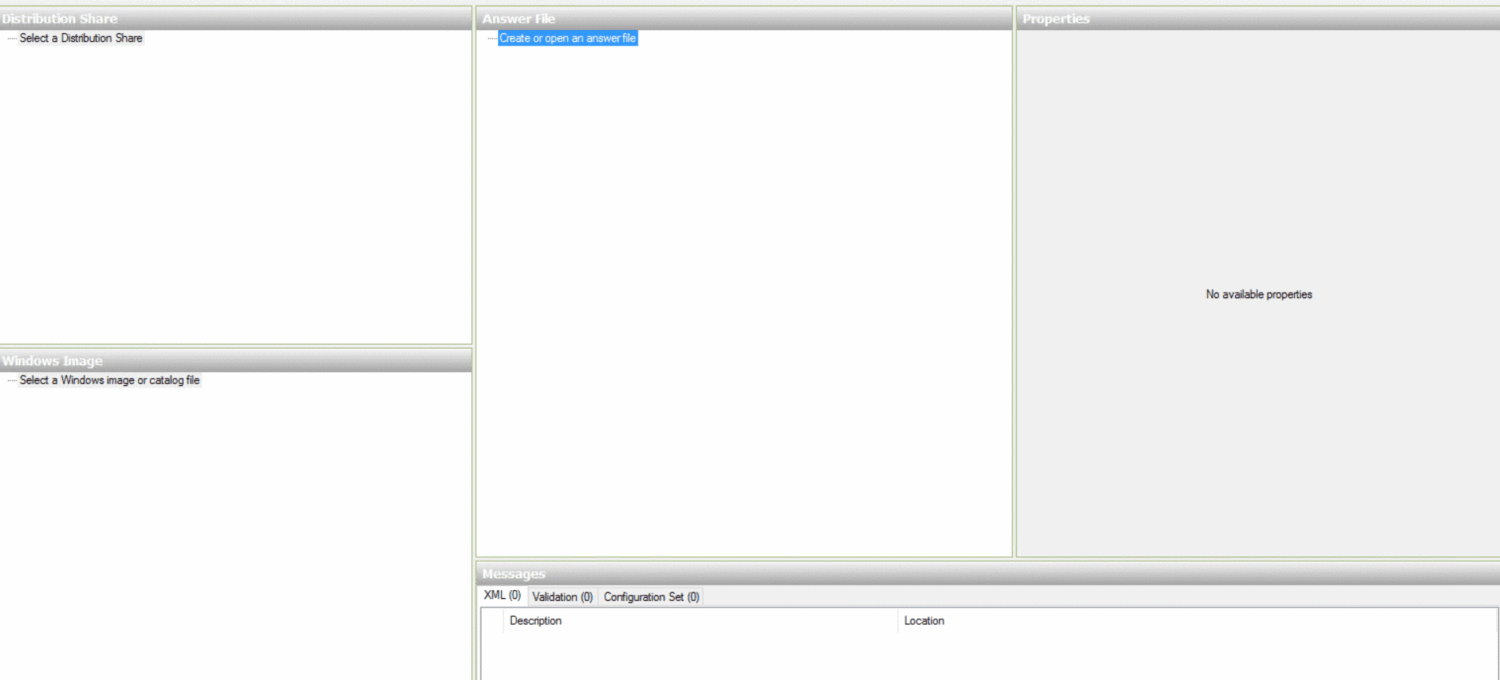 Distribution Share
Select a Distribution Share
Answer File
Create or open an answer file
Properties
No available properties
Windows Image
Select a Windows image or catalog file
Messages
XML (0) Validation (0) Configuration Set (0)
Description Location